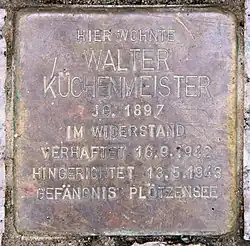 HIER WOHNTE
WALTER
KÜCHENMEISTER
JG. 1897
IM WIDERSTAND
VERHAFTET 16.9.1942
HINGERICHTET 13.5.1943
GEFÄNGNIS PLÖTZENSEE